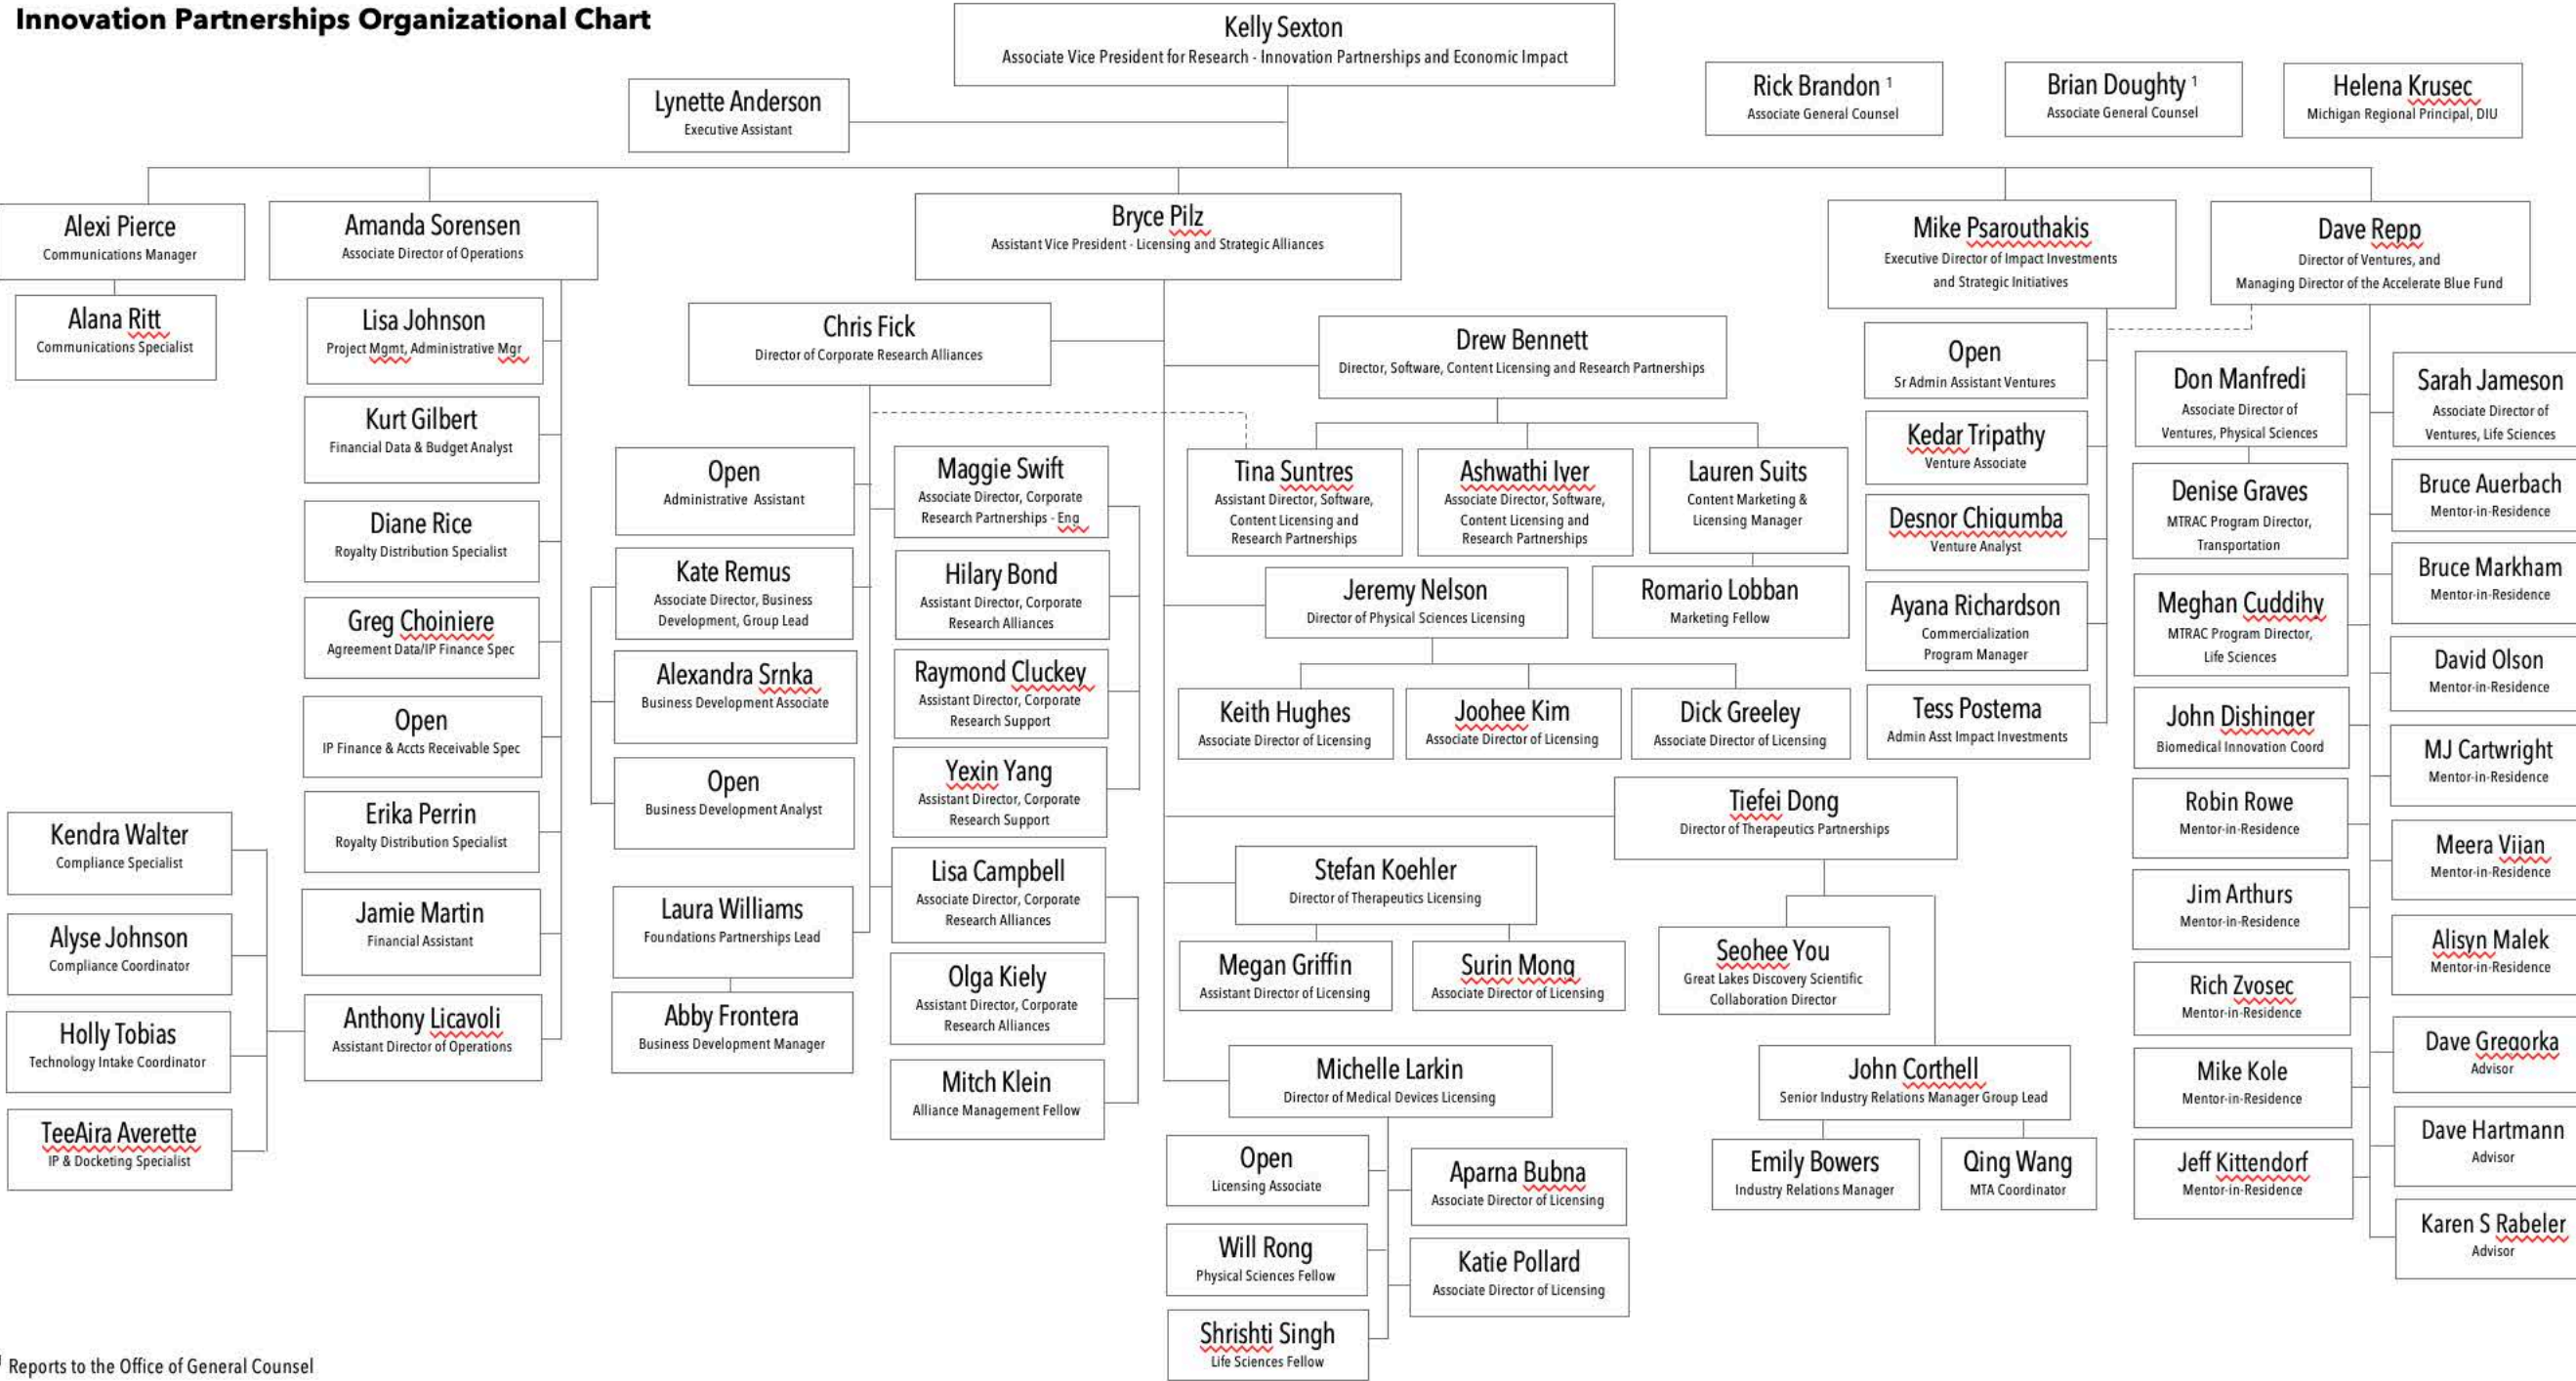 Innovation Partnerships Organizational Chart
Kelly Sexton
Associate Vice President for Research - Innovation Partnerships and Economic Impact
Lynette Anderson
Executive Assistant
Rick Brandon 1
Associate General Counsel
Brian Doughty 1
Associate General Counsel
Helena Krusec
Michigan Regional Principal, DIU
Alexi Pierce
Communications Manager
Alana Ritt
Communications Specialist
Amanda Sorensen
Associate Director of Operations
Lisa Johnson
Project Mgmt, Administrative Mgr
Kurt Gilbert
Financial Data & Budget Analyst
Diane Rice
Royalty Distribution Specialist
Greg Choiniere
Agreement Data/IP Finance Spec
Open
IP Finance & Accts Receivable Spec
Erika Perrin
Royalty Distribution Specialist
Jamie Martin
Financial Assistant
Anthony Licavoli
Assistant Director of Operations
Kendra Walter
Compliance Specialist
Alyse Johnson
Compliance Coordinator
Holly Tobias
Technology Intake Coordinator
TeeAira Averette
IP & Docketing Specialist
Bryce Pilz
Assistant Vice President - Licensing and Strategic Alliances
Chris Fick
Director of Corporate Research Alliances
Open
Administrative Assistant
Kate Remus
Associate Director, Business
Development, Group Lead
Alexandra Srnka
Business Development Associate
Open
Business Development Analyst
Laura Williams
Foundations Partnerships Lead
Abby Frontera
Business Development Manager
Maggie Swift
Associate Director, Corporate
Research Partnerships - Eng
Hilary Bond
Assistant Director, Corporate
Research Alliances
Raymond Cluckey
Assistant Director, Corporate
Research Support
Yexin Yang
Assistant Director, Corporate
Research Support
Lisa Campbell
Associate Director, Corporate
Research Alliances
Olga Kiely
Assistant Director, Corporate
Research Alliances
Mitch Klein
Alliance Management Fellow
Drew Bennett
Director, Software, Content Licensing and Research Partnerships
Tina Suntres
Assistant Director, Software,
Content Licensing and
Research Partnerships
Ashwathi Iyer
Associate Director, Software,
Content Licensing and
Research Partnerships
Lauren Suits
Content Marketing &
Licensing Manager
Romario Lobban
Marketing Fellow
Jeremy Nelson
Director of Physical Sciences Licensing
Keith Hughes
Associate Director of Licensing
Joohee Kim
Associate Director of Licensing
Dick Greeley
Associate Director of Licensing
Tiefei Dong
Director of Therapeutics Partnerships
Stefan Koehler
Director of Therapeutics Licensing
Megan Griffin
Assistant Director of Licensing
Surin Mong
Associate Director of Licensing
Seohee You
Great Lakes Discovery Scientific
Collaboration Director
John Corthell
Senior Industry Relations Manager Group Lead
Emily Bowers
Industry Relations Manager
Qing Wang
MTA Coordinator
Michelle Larkin
Director of Medical Devices Licensing
Open
Licensing Associate
Aparna Bubna
Associate Director of Licensing
Will Rong
Physical Sciences Fellow
Katie Pollard
Associate Director of Licensing
Shrishti Singh
Life Sciences Fellow
Mike Psarouthakis
Executive Director of Impact Investments
and Strategic Initiatives
Open
Sr Admin Assistant Ventures
Kedar Tripathy
Venture Associate
Desnor Chigumba
Venture Analyst
Ayana Richardson
Commercialization
Program Manager
Tess Postema
Admin Asst Impact Investments
Dave Repp
Director of Ventures, and
Managing Director of the Accelerate Blue Fund
Don Manfredi
Associate Director of
Ventures, Physical Sciences
Denise Graves
MTRAC Program Director,
Transportation
Meghan Cuddihy
MTRAC Program Director,
Life Sciences
John Dishinger
Biomedical Innovation Coord
Robin Rowe
Mentor-in-Residence
Jim Arthurs
Mentor-in-Residence
Rich Zvosec
Mentor-in-Residence
Mike Kole
Mentor-in-Residence
Jeff Kittendorf
Mentor-in-Residence
Sarah Jameson
Associate Director of
Ventures, Life Sciences
Bruce Auerbach
Mentor-in-Residence
Bruce Markham
Mentor-in-Residence
David Olson
Mentor-in-Residence
MJ Cartwright
Mentor-in-Residence
Meera Vijan
Mentor-in-Residence
Alisyn Malek
Mentor-in-Residence
Dave Gregorka
Advisor
Dave Hartmann
Advisor
Karen S Rabeler
Advisor
1 Reports to the Office of General Counsel